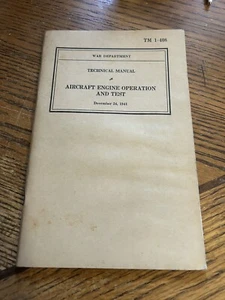 TM 1-408
WAR DEPARTMENT
TECHNICAL MANUAL
AIRCRAFT ENGINE OPERATION
AND TEST
December 24, 1941